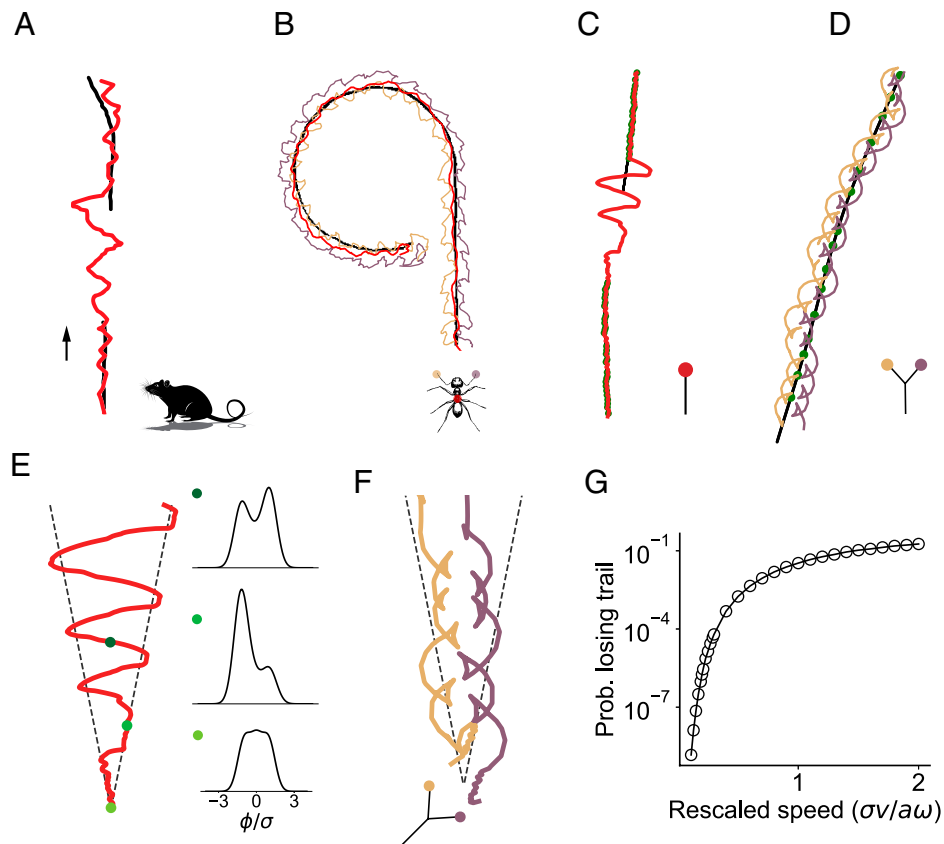 A
B
C
D
E
−3
0
3
ϕ/σ
F
G
Prob. losing trail
10⁻¹
10⁻⁴
10⁻⁷
1
2
Rescaled speed (σv/aω)